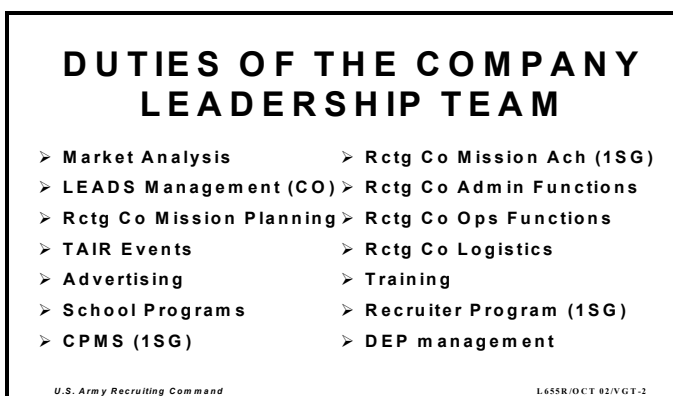 DUTIES OF THE COMPANY
LEADERSHIP TEAM
➢ Market Analysis
➢ LEADS Management (CO)
➢ Rctg Co Mission Planning
➢ TAIR Events
➢ Advertising
➢ School Programs
➢ CPMS (1SG)
➢ Rctg Co Mission Ach (1SG)
➢ Rctg Co Admin Functions
➢ Rctg Co Ops Functions
➢ Rctg Co Logistics
➢ Training
➢ Recruiter Program (1SG)
➢ DEP management
U.S. Army Recruiting Command
L655R/OCT 02/VGT-2